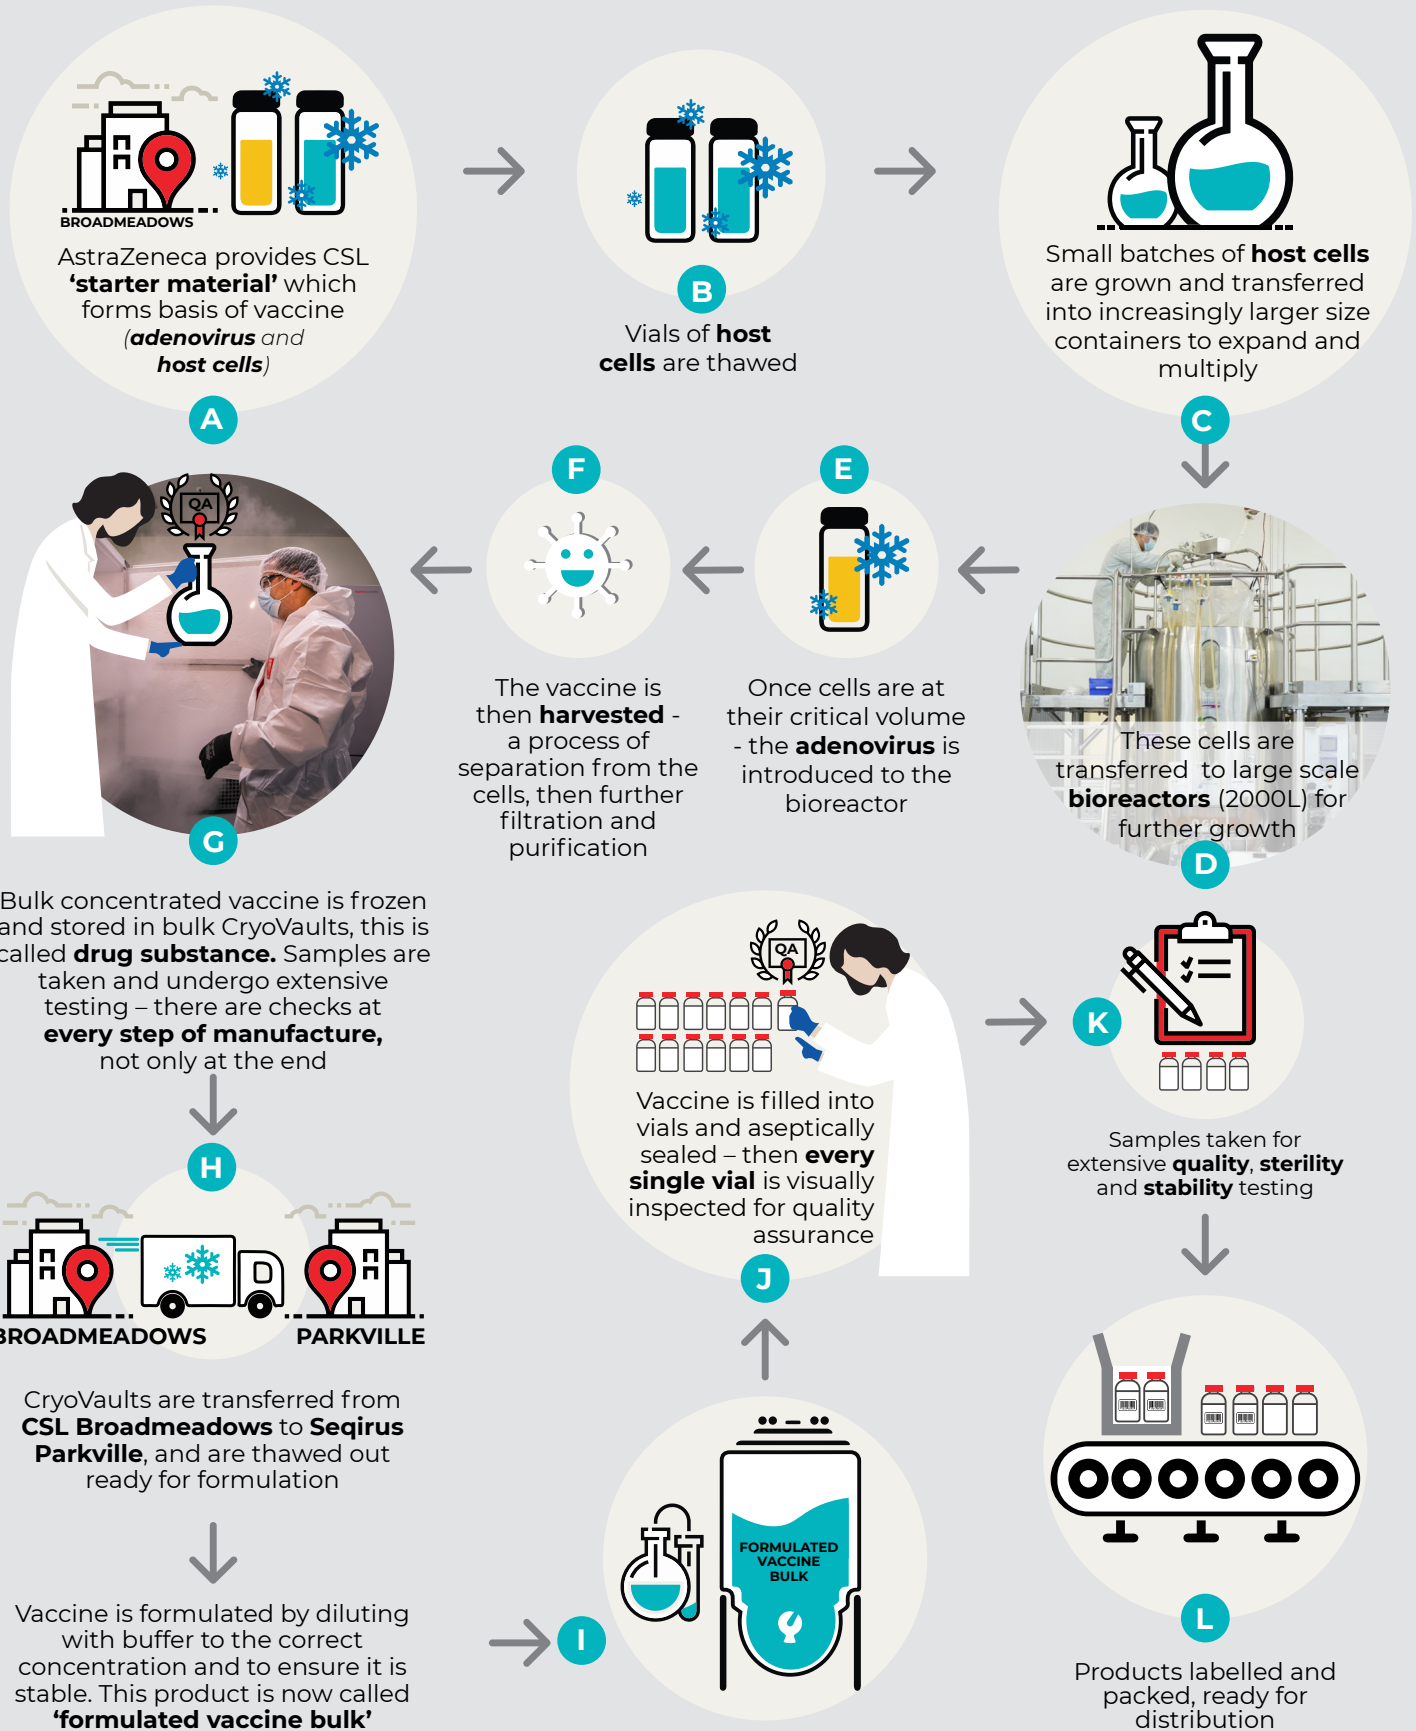 BROADMEADOWS
AstraZeneca provides CSL
‘starter material’ which
forms basis of vaccine
(adenovirus and
host cells)
A
B
Vials of host
cells are thawed
Small batches of host cells
are grown and transferred
into increasingly larger size
containers to expand and
multiply
C
These cells are
transferred to large scale
bioreactors (2000L) for
further growth
D
E
Once cells are at
their critical volume
- the adenovirus is
introduced to the
bioreactor
F
The vaccine is
then harvested -
a process of
separation from the
cells, then further
filtration and
purification
QA
G
Bulk concentrated vaccine is frozen
and stored in bulk CryoVaults, this is
called drug substance. Samples are
taken and undergo extensive
testing – there are checks at
every step of manufacture,
not only at the end
H
BROADMEADOWS
PARKVILLE
CryoVaults are transferred from
CSL Broadmeadows to Seqirus
Parkville, and are thawed out
ready for formulation
Vaccine is formulated by diluting
with buffer to the correct
concentration and to ensure it is
stable. This product is now called
‘formulated vaccine bulk’
I
FORMULATED
VACCINE
BULK
QA
Vaccine is filled into
vials and aseptically
sealed – then every
single vial is visually
inspected for quality
assurance
J
K
Samples taken for
extensive quality, sterility
and stability testing
L
Products labelled and
packed, ready for
distribution